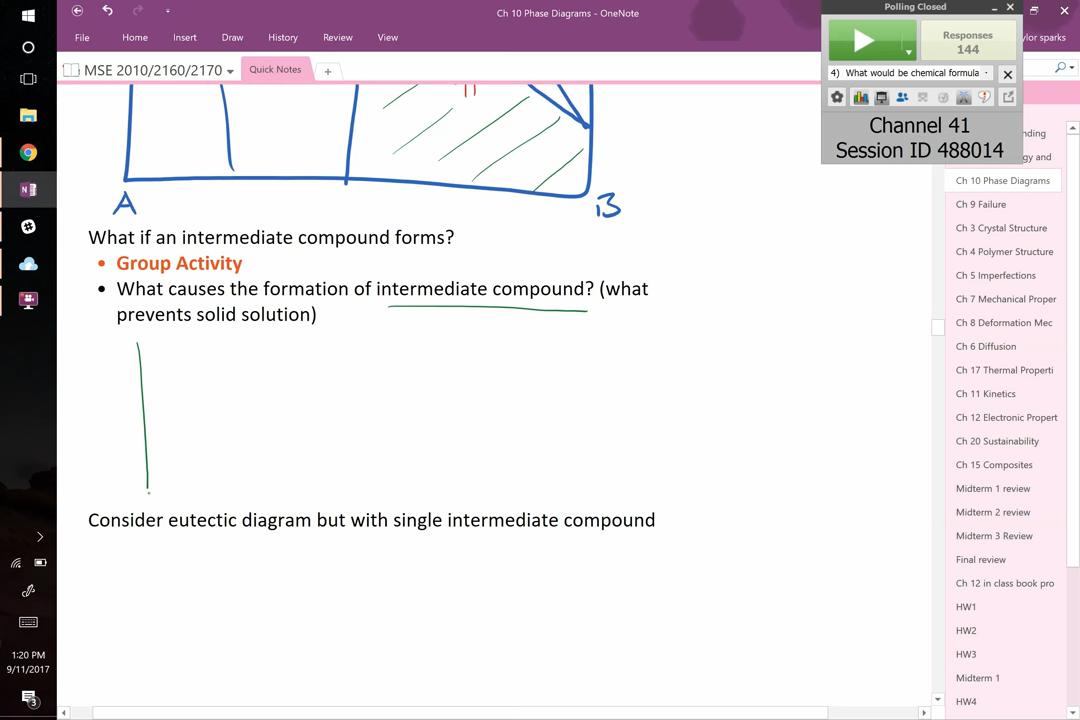 Ch 10 Phase Diagrams - OneNote
Polling Closed
File
Home
Insert
Draw
History
Review
View
Responses
144
4) What would be chemical formula
Channel 41
Session ID 488014
MSE 2010/2160/2170
Quick Notes
A
B
What if an intermediate compound forms?
• Group Activity
• What causes the formation of intermediate compound? (what
prevents solid solution)
Consider eutectic diagram but with single intermediate compound
Ch 10 Phase Diagrams
Ch 9 Failure
Ch 3 Crystal Structure
Ch 4 Polymer Structure
Ch 5 Imperfections
Ch 7 Mechanical Proper
Ch 8 Deformation Mec
Ch 6 Diffusion
Ch 17 Thermal Properti
Ch 11 Kinetics
Ch 12 Electronic Propert
Ch 20 Sustainability
Ch 15 Composites
Midterm 1 review
Midterm 2 review
Midterm 3 Review
Final review
Ch 12 in class book pro
HW1
HW2
HW3
Midterm 1
HW4
1:20 PM
9/11/2017
3